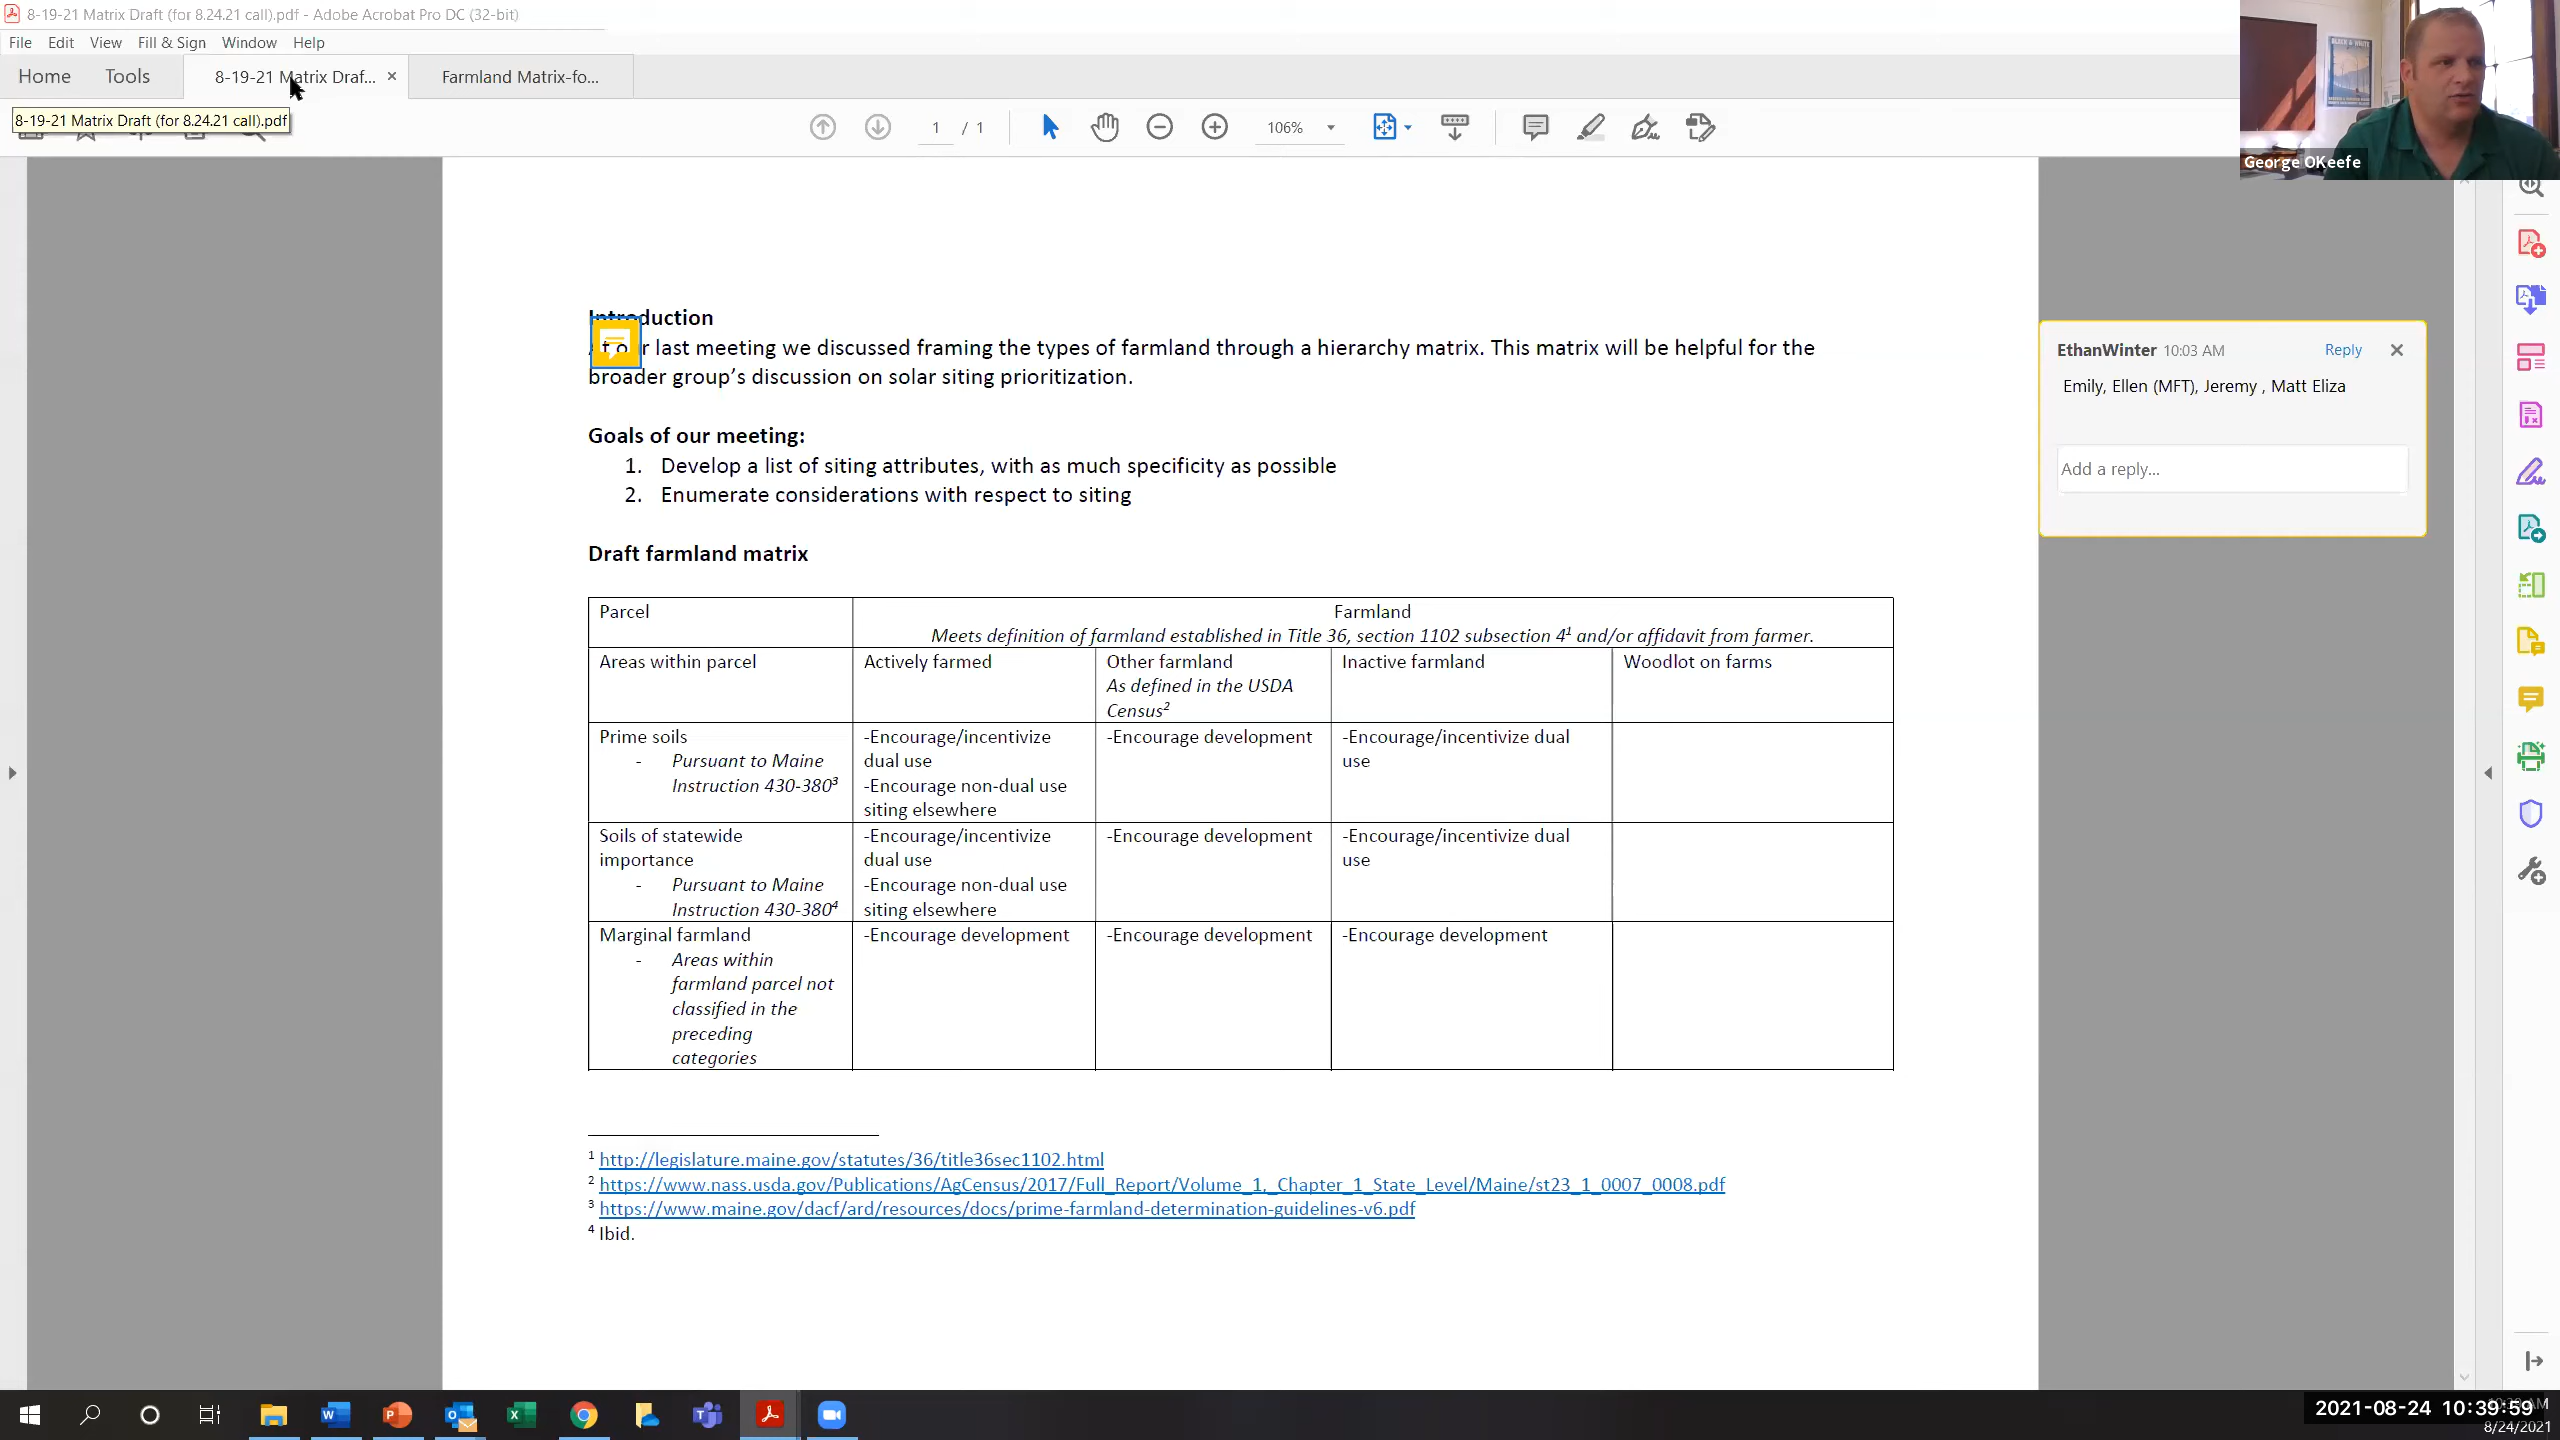 8-19-21 Matrix Draft (for 8.24.21 call).pdf - Adobe Acrobat Pro DC (32-bit)
File Edit View Fill & Sign Window Help
Home Tools 8-19-21 Matrix Draf... × Farmland Matrix-fo...
8-19-21 Matrix Draft (for 8.24.21 call).pdf
1 / 1 106%
George OKeefe
Introduction
At our last meeting we discussed framing the types of farmland through a hierarchy matrix. This matrix will be helpful for the
broader group's discussion on solar siting prioritization.
EthanWinter 10:03 AM Reply
Emily, Ellen (MFT), Jeremy , Matt Eliza
Add a reply...
Goals of our meeting:
1. Develop a list of siting attributes, with as much specificity as possible
2. Enumerate considerations with respect to siting
Draft farmland matrix
Parcel
Farmland
Meets definition of farmland established in Title 36, section 1102 subsection 4¹ and/or affidavit from farmer.
Areas within parcel
Actively farmed
Other farmland
As defined in the USDA
Census²
Inactive farmland
Woodlot on farms
Prime soils
- Pursuant to Maine
Instruction 430-380³
-Encourage/incentivize
dual use
-Encourage non-dual use
siting elsewhere
-Encourage development
-Encourage/incentivize dual
use
Soils of statewide
importance
- Pursuant to Maine
Instruction 430-380⁴
-Encourage/incentivize
dual use
-Encourage non-dual use
siting elsewhere
-Encourage development
-Encourage/incentivize dual
use
Marginal farmland
- Areas within
farmland parcel not
classified in the
preceding
categories
-Encourage development
-Encourage development
-Encourage development
¹ http://legislature.maine.gov/statutes/36/title36sec1102.html
² https://www.nass.usda.gov/Publications/AgCensus/2017/Full_Report/Volume_1,_Chapter_1_State_Level/Maine/st23_1_0007_0008.pdf
³ https://www.maine.gov/dacf/ard/resources/docs/prime-farmland-determination-guidelines-v6.pdf
⁴ Ibid.
2021-08-24 10:39:59
8/24/2021